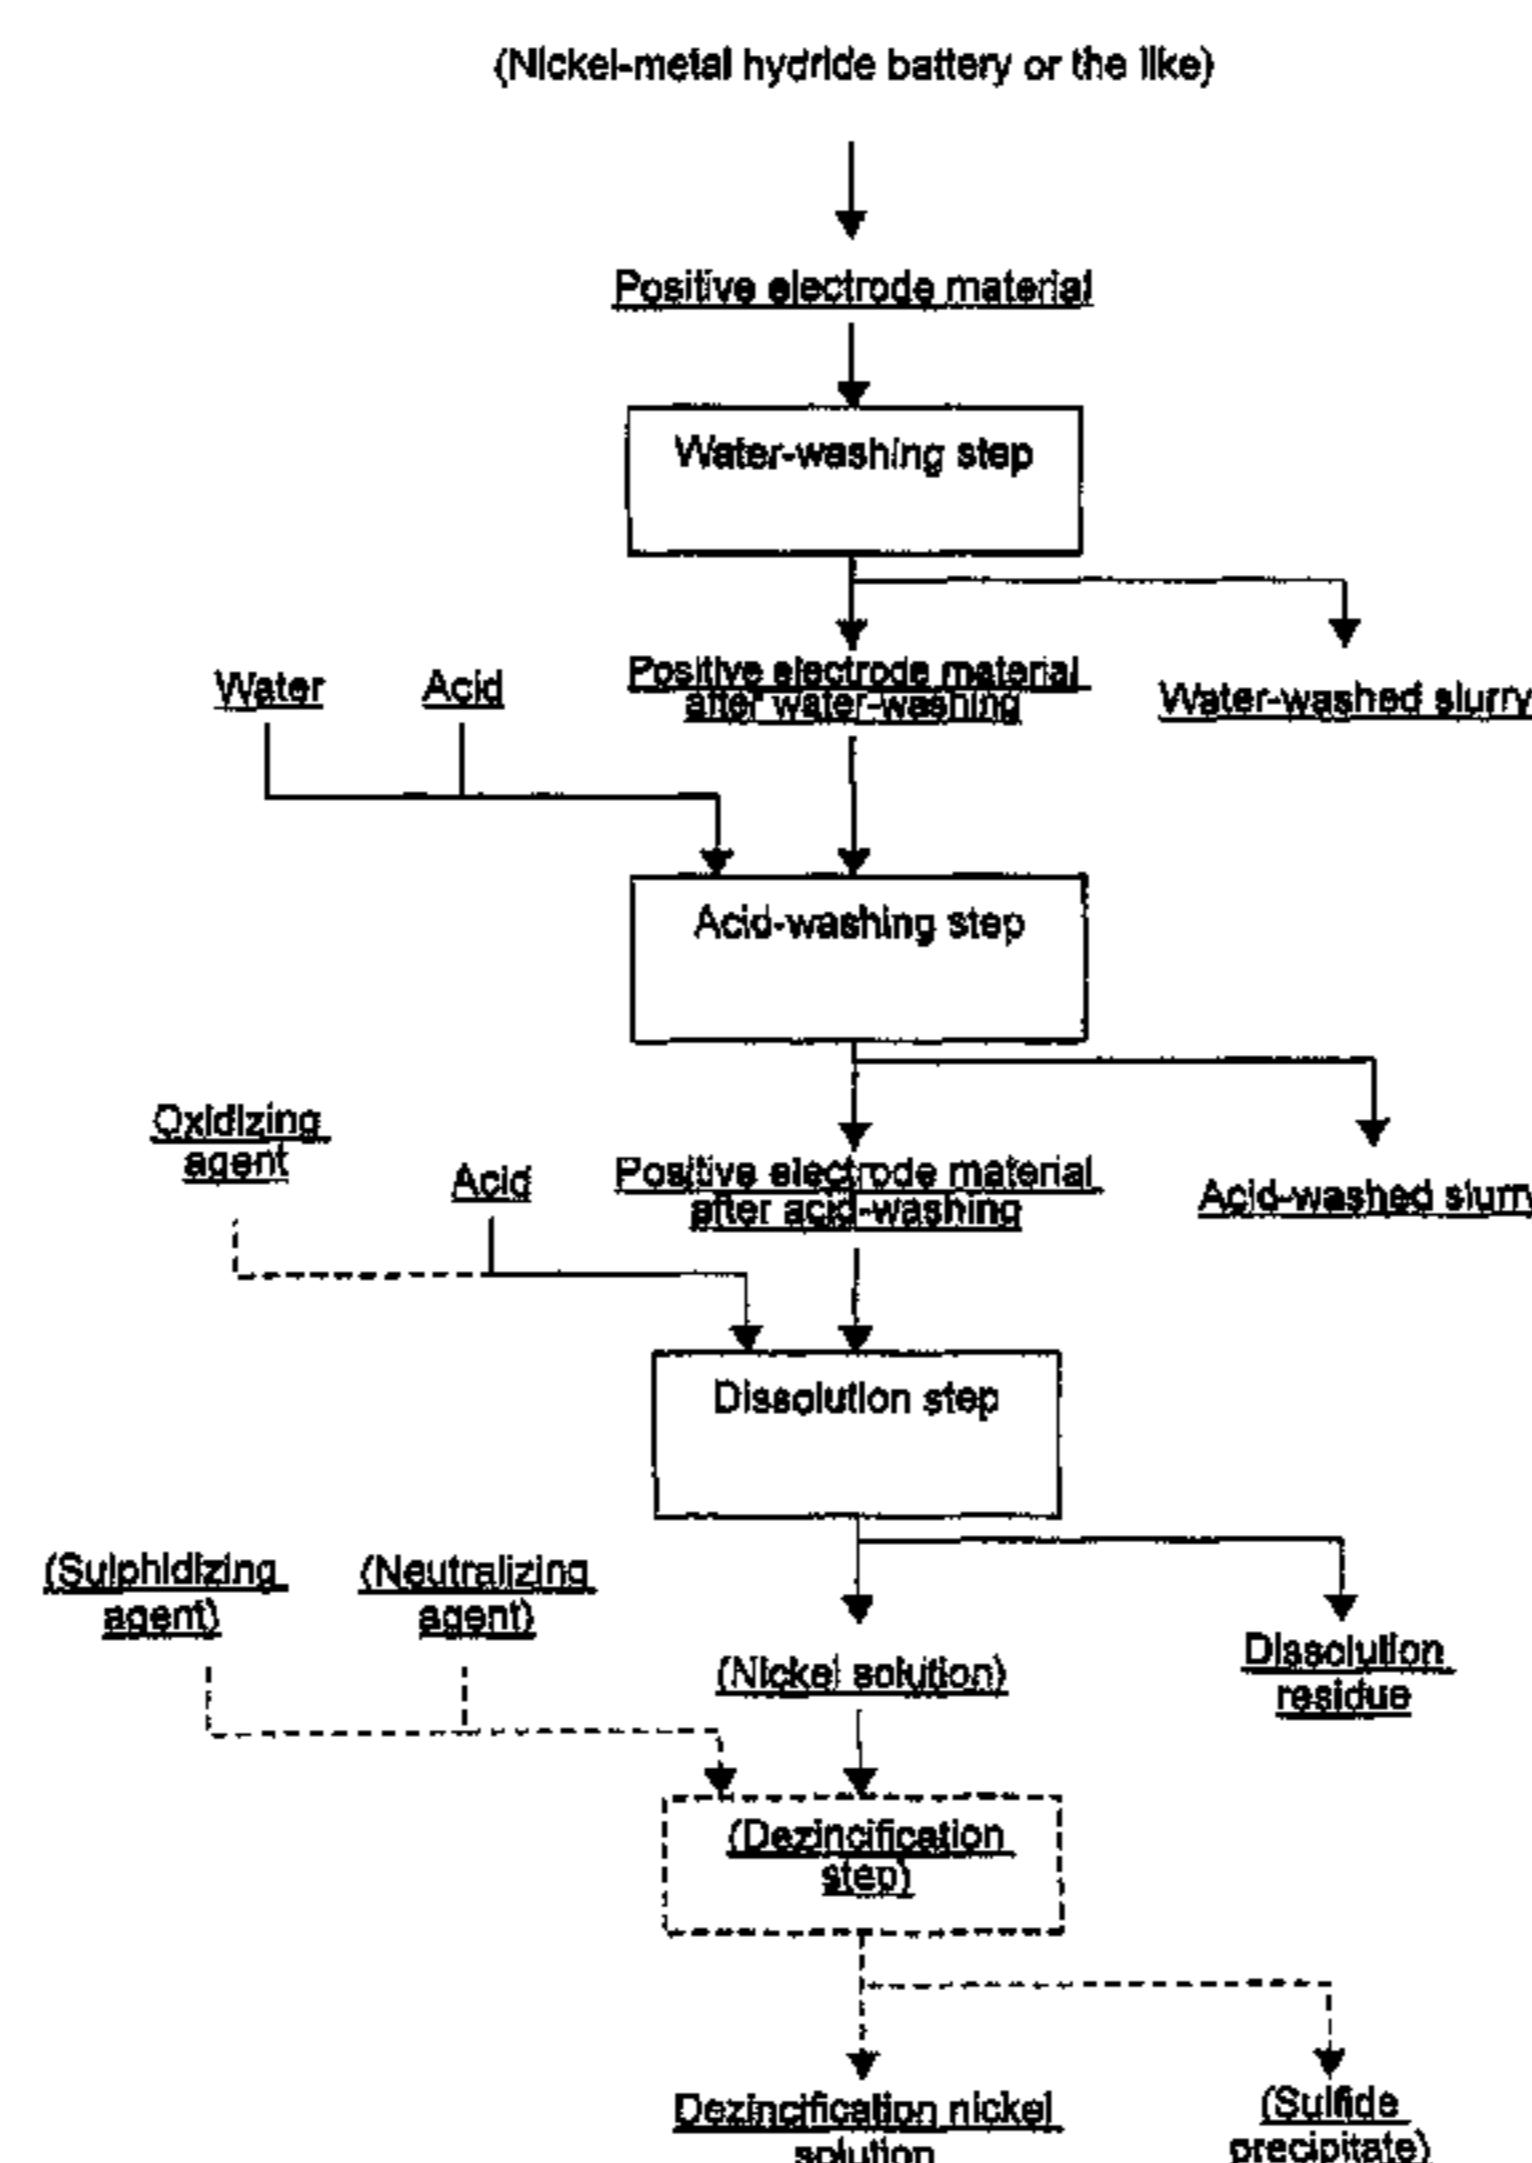 (Nickel-metal hydride battery or the like)
Positive electrode material
Water-washing step
Water
Acid
Positive electrode material
after water-washing
Water-washed slurry
Acid-washing step
Oxidizing
agent
Acid
Positive electrode material
after acid-washing
Acid-washed slurry
Dissolution step
(Sulphidizing
agent)
(Neutralizing
agent)
(Nickel solution)
Dissolution
residue
(Dezincification
step)
Dezincification nickel
solution
(Sulfide
precipitate)